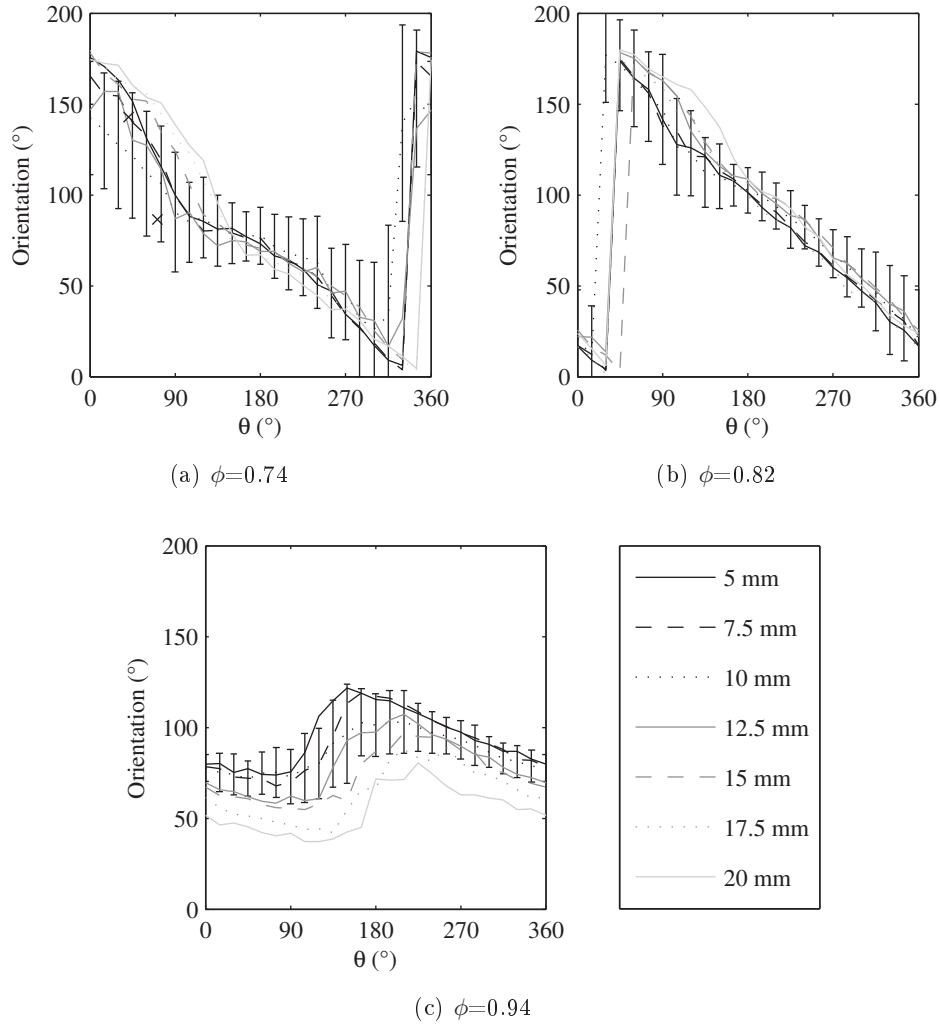 200
150
100
50
0
Orientation (°)
0 90 180 270 360
θ (°)
(a) ϕ=0.74
200
150
100
50
0
Orientation (°)
0 90 180 270 360
θ (°)
(b) ϕ=0.82
200
150
100
50
0
Orientation (°)
0 90 180 270 360
θ (°)
5 mm
7.5 mm
10 mm
12.5 mm
15 mm
17.5 mm
20 mm
(c) ϕ=0.94